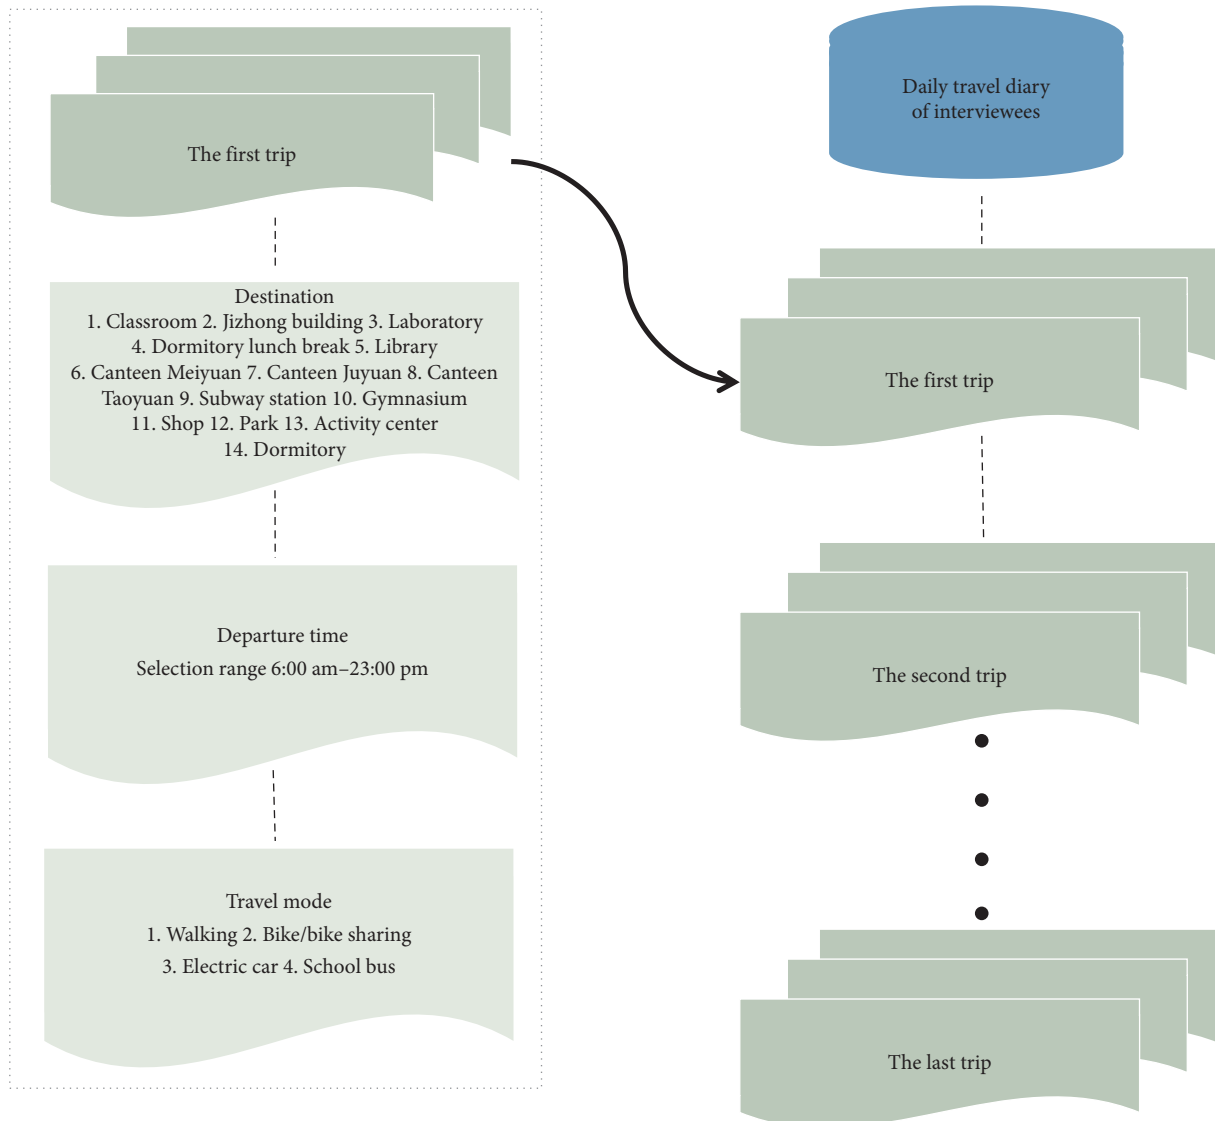 The first trip
Destination
1. Classroom 2. Jizhong building 3. Laboratory
4. Dormitory lunch break 5. Library
6. Canteen Meiyuan 7. Canteen Juyuan 8. Canteen
Taoyuan 9. Subway station 10. Gymnasium
11. Shop 12. Park 13. Activity center
14. Dormitory
Departure time
Selection range 6:00 am–23:00 pm
Travel mode
1. Walking 2. Bike/bike sharing
3. Electric car 4. School bus
Daily travel diary
of interviewees
The first trip
The second trip
The last trip